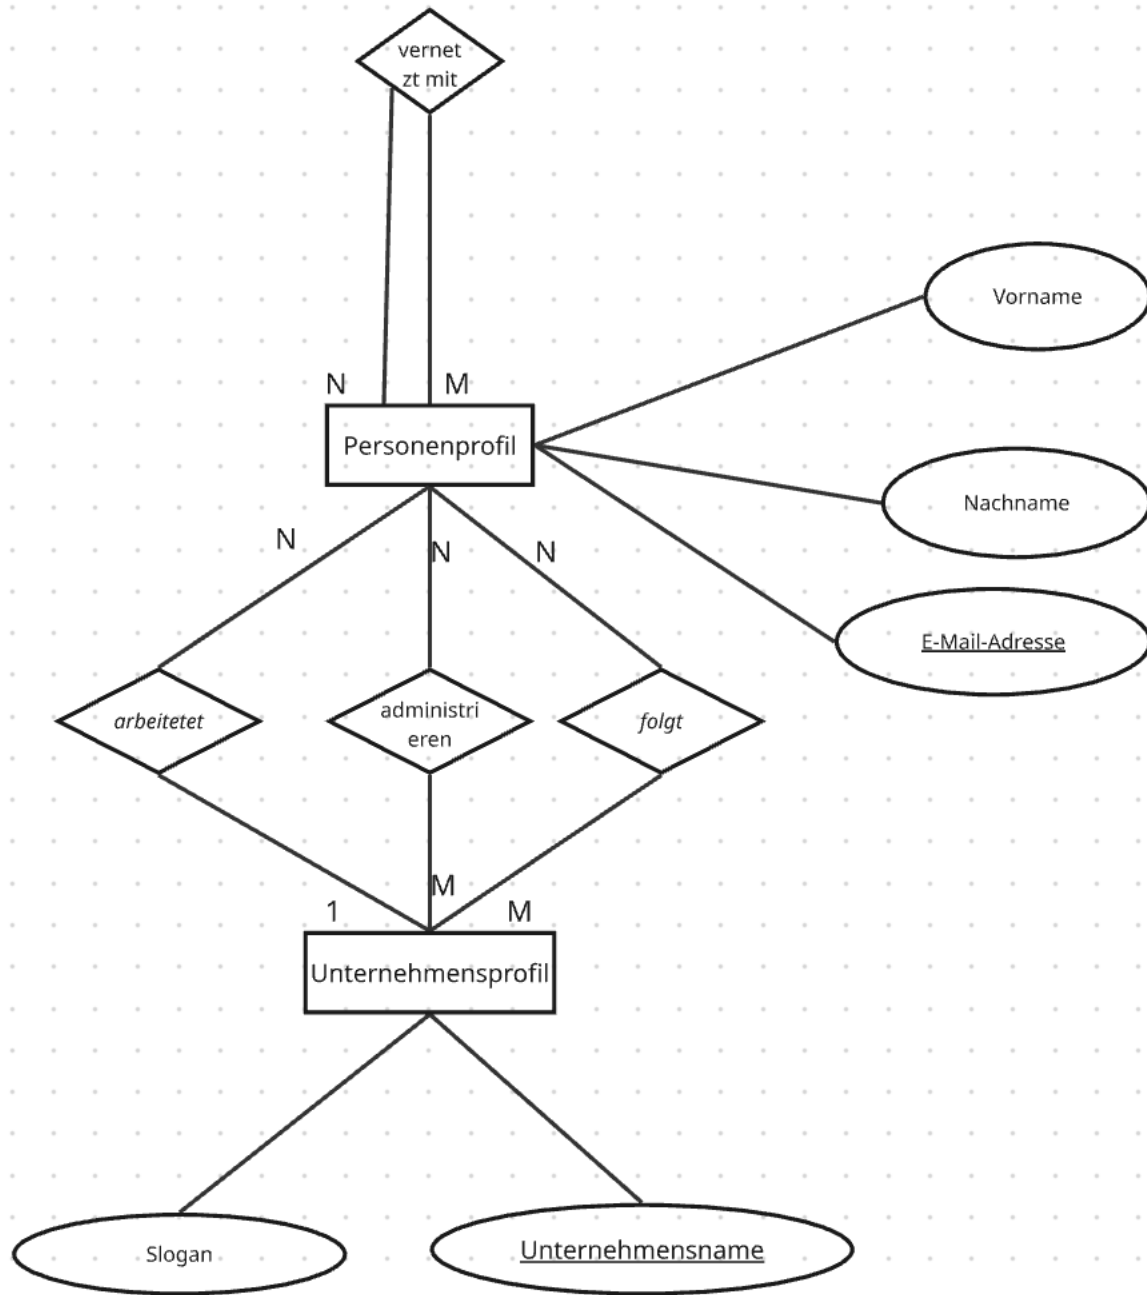 vernet
zt mit
Vorname
N
M
Personenprofil
Nachname
N
N
N
E-Mail-Adresse
arbeitetet
administri
eren
folgt
M
1
M
Unternehmensprofil
Slogan
Unternehmensname